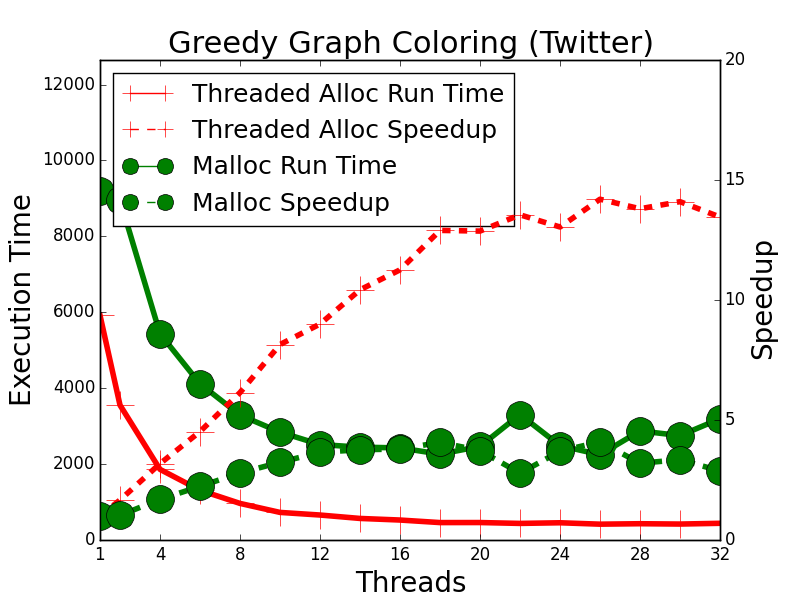 Greedy Graph Coloring (Twitter)
Threaded Alloc Run Time
Threaded Alloc Speedup
Malloc Run Time
Malloc Speedup
Execution Time
12000
10000
8000
6000
4000
2000
0
Speedup
20
15
10
5
0
1 4 8 12 16 20 24 28 32
Threads